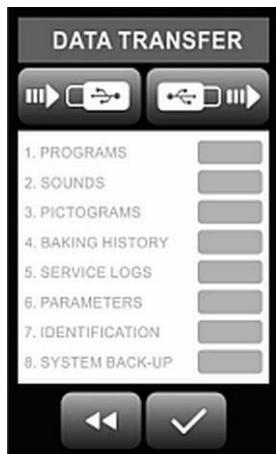 DATA TRANSFER
1. PROGRAMS
2. SOUNDS
3. PICTOGRAMS
4. BAKING HISTORY
5. SERVICE LOGS
6. PARAMETERS
7. IDENTIFICATION
8. SYSTEM BACK-UP